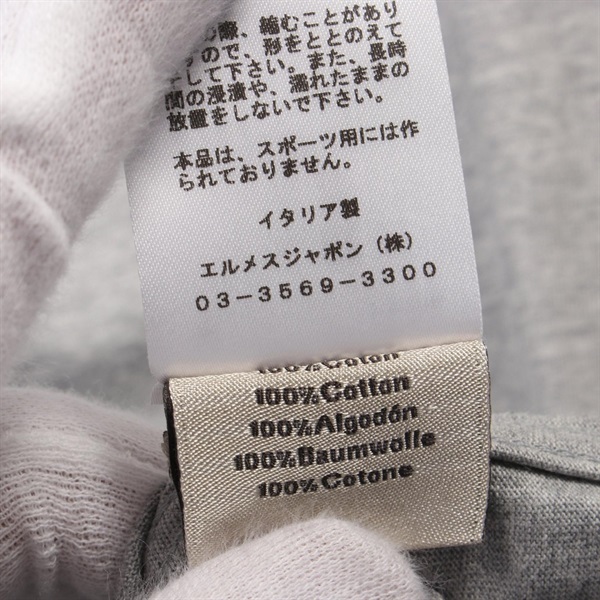 際、縮むことがあり
ので、形をととのえて
して下さい。また、長時
間の浸漬や、濡れたままの
放置をしないで下さい。
本品は、スポーツ用には作
られておりません。
イタリア製
エルメスジャポン(株)
03-3569-3300
100%Coton
100%Cotton
100%Algodón
100%Baumwolle
100%Cotone